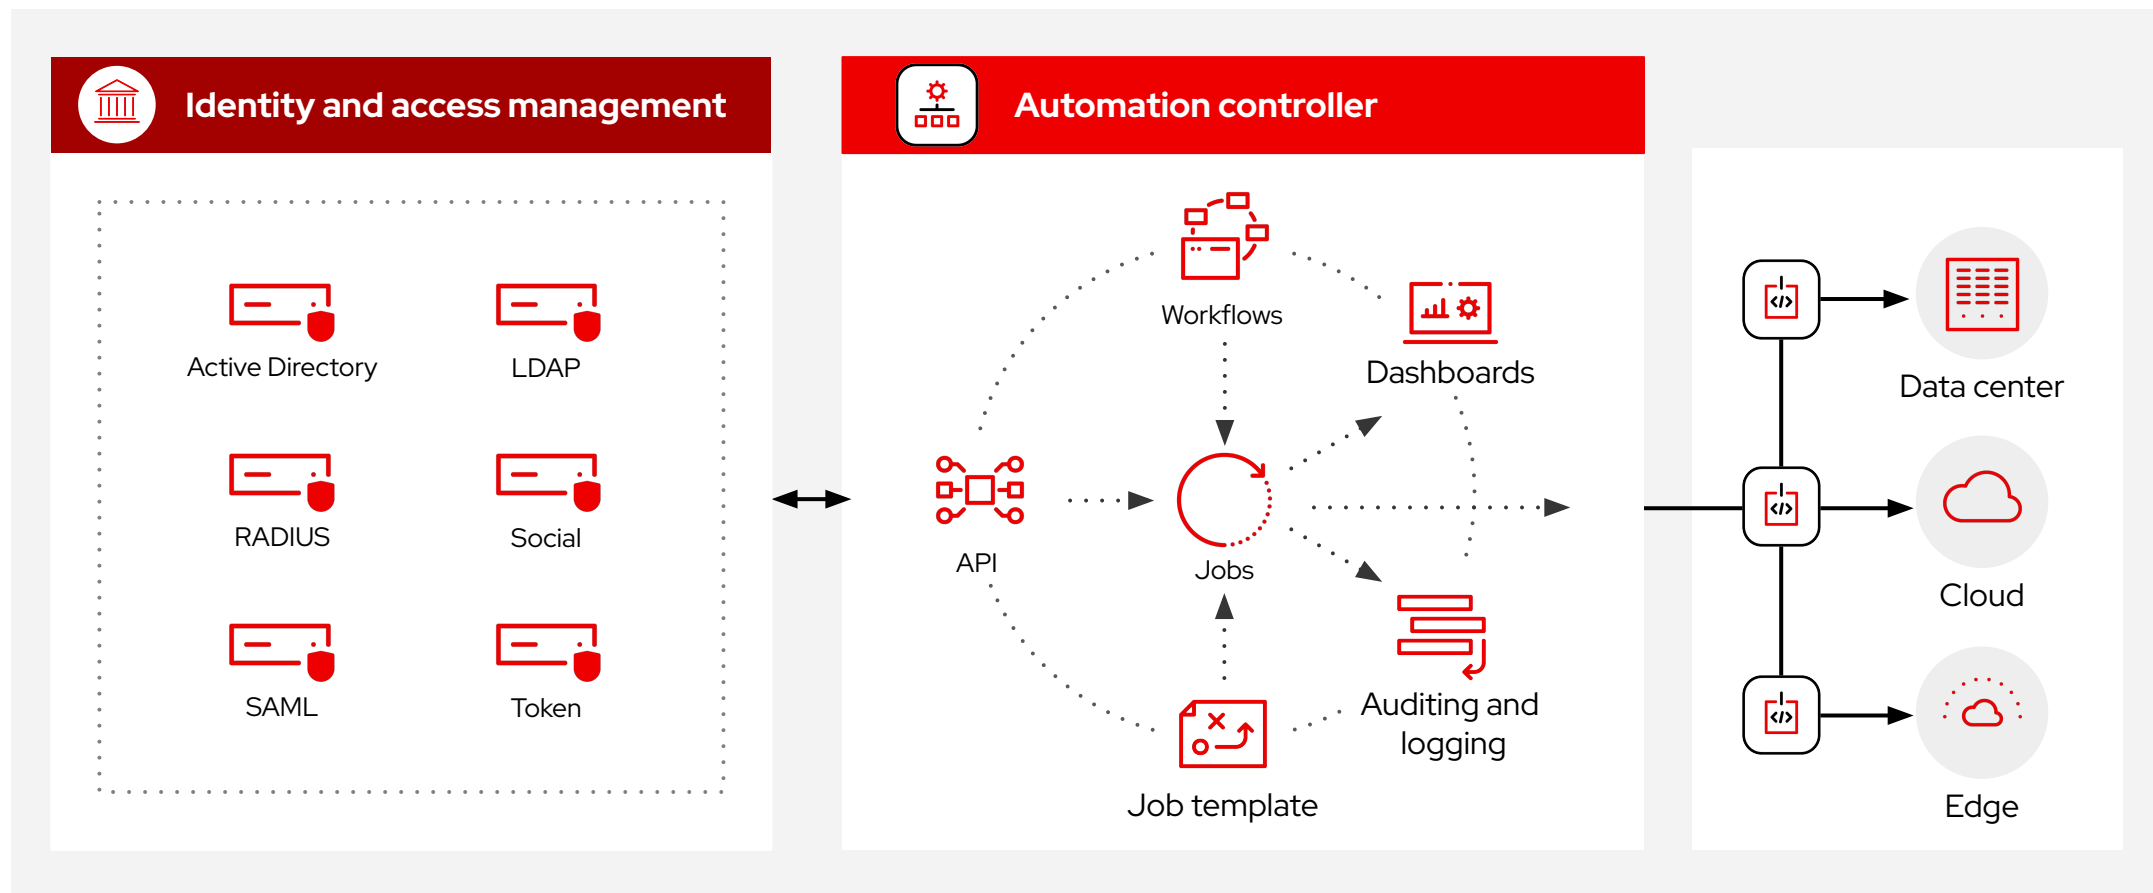 Identity and access management
Active Directory
LDAP
RADIUS
Social
SAML
Token
Automation controller
Workflows
Dashboards
API
Jobs
Auditing and
logging
Job template
</>
Data center
</>
Cloud
</>
Edge